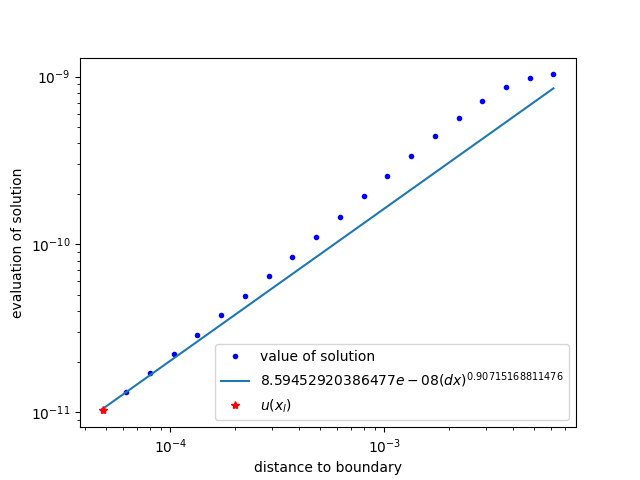 10⁻⁹
10⁻¹⁰
10⁻¹¹
evaluation of solution
value of solution
8.59452920386477e − 08(dx)^0.90715168811476
u(x_l)
10⁻⁴
10⁻³
distance to boundary